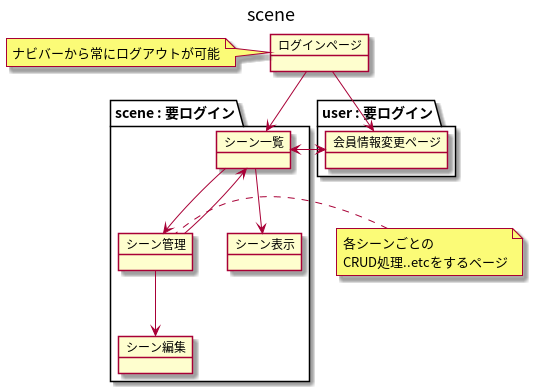 scene
ログインページ
ナビバーから常にログアウトが可能
scene : 要ログイン
user : 要ログイン
シーン一覧
会員情報変更ページ
シーン管理
シーン表示
各シーンごとの
CRUD処理..etcをするページ
シーン編集